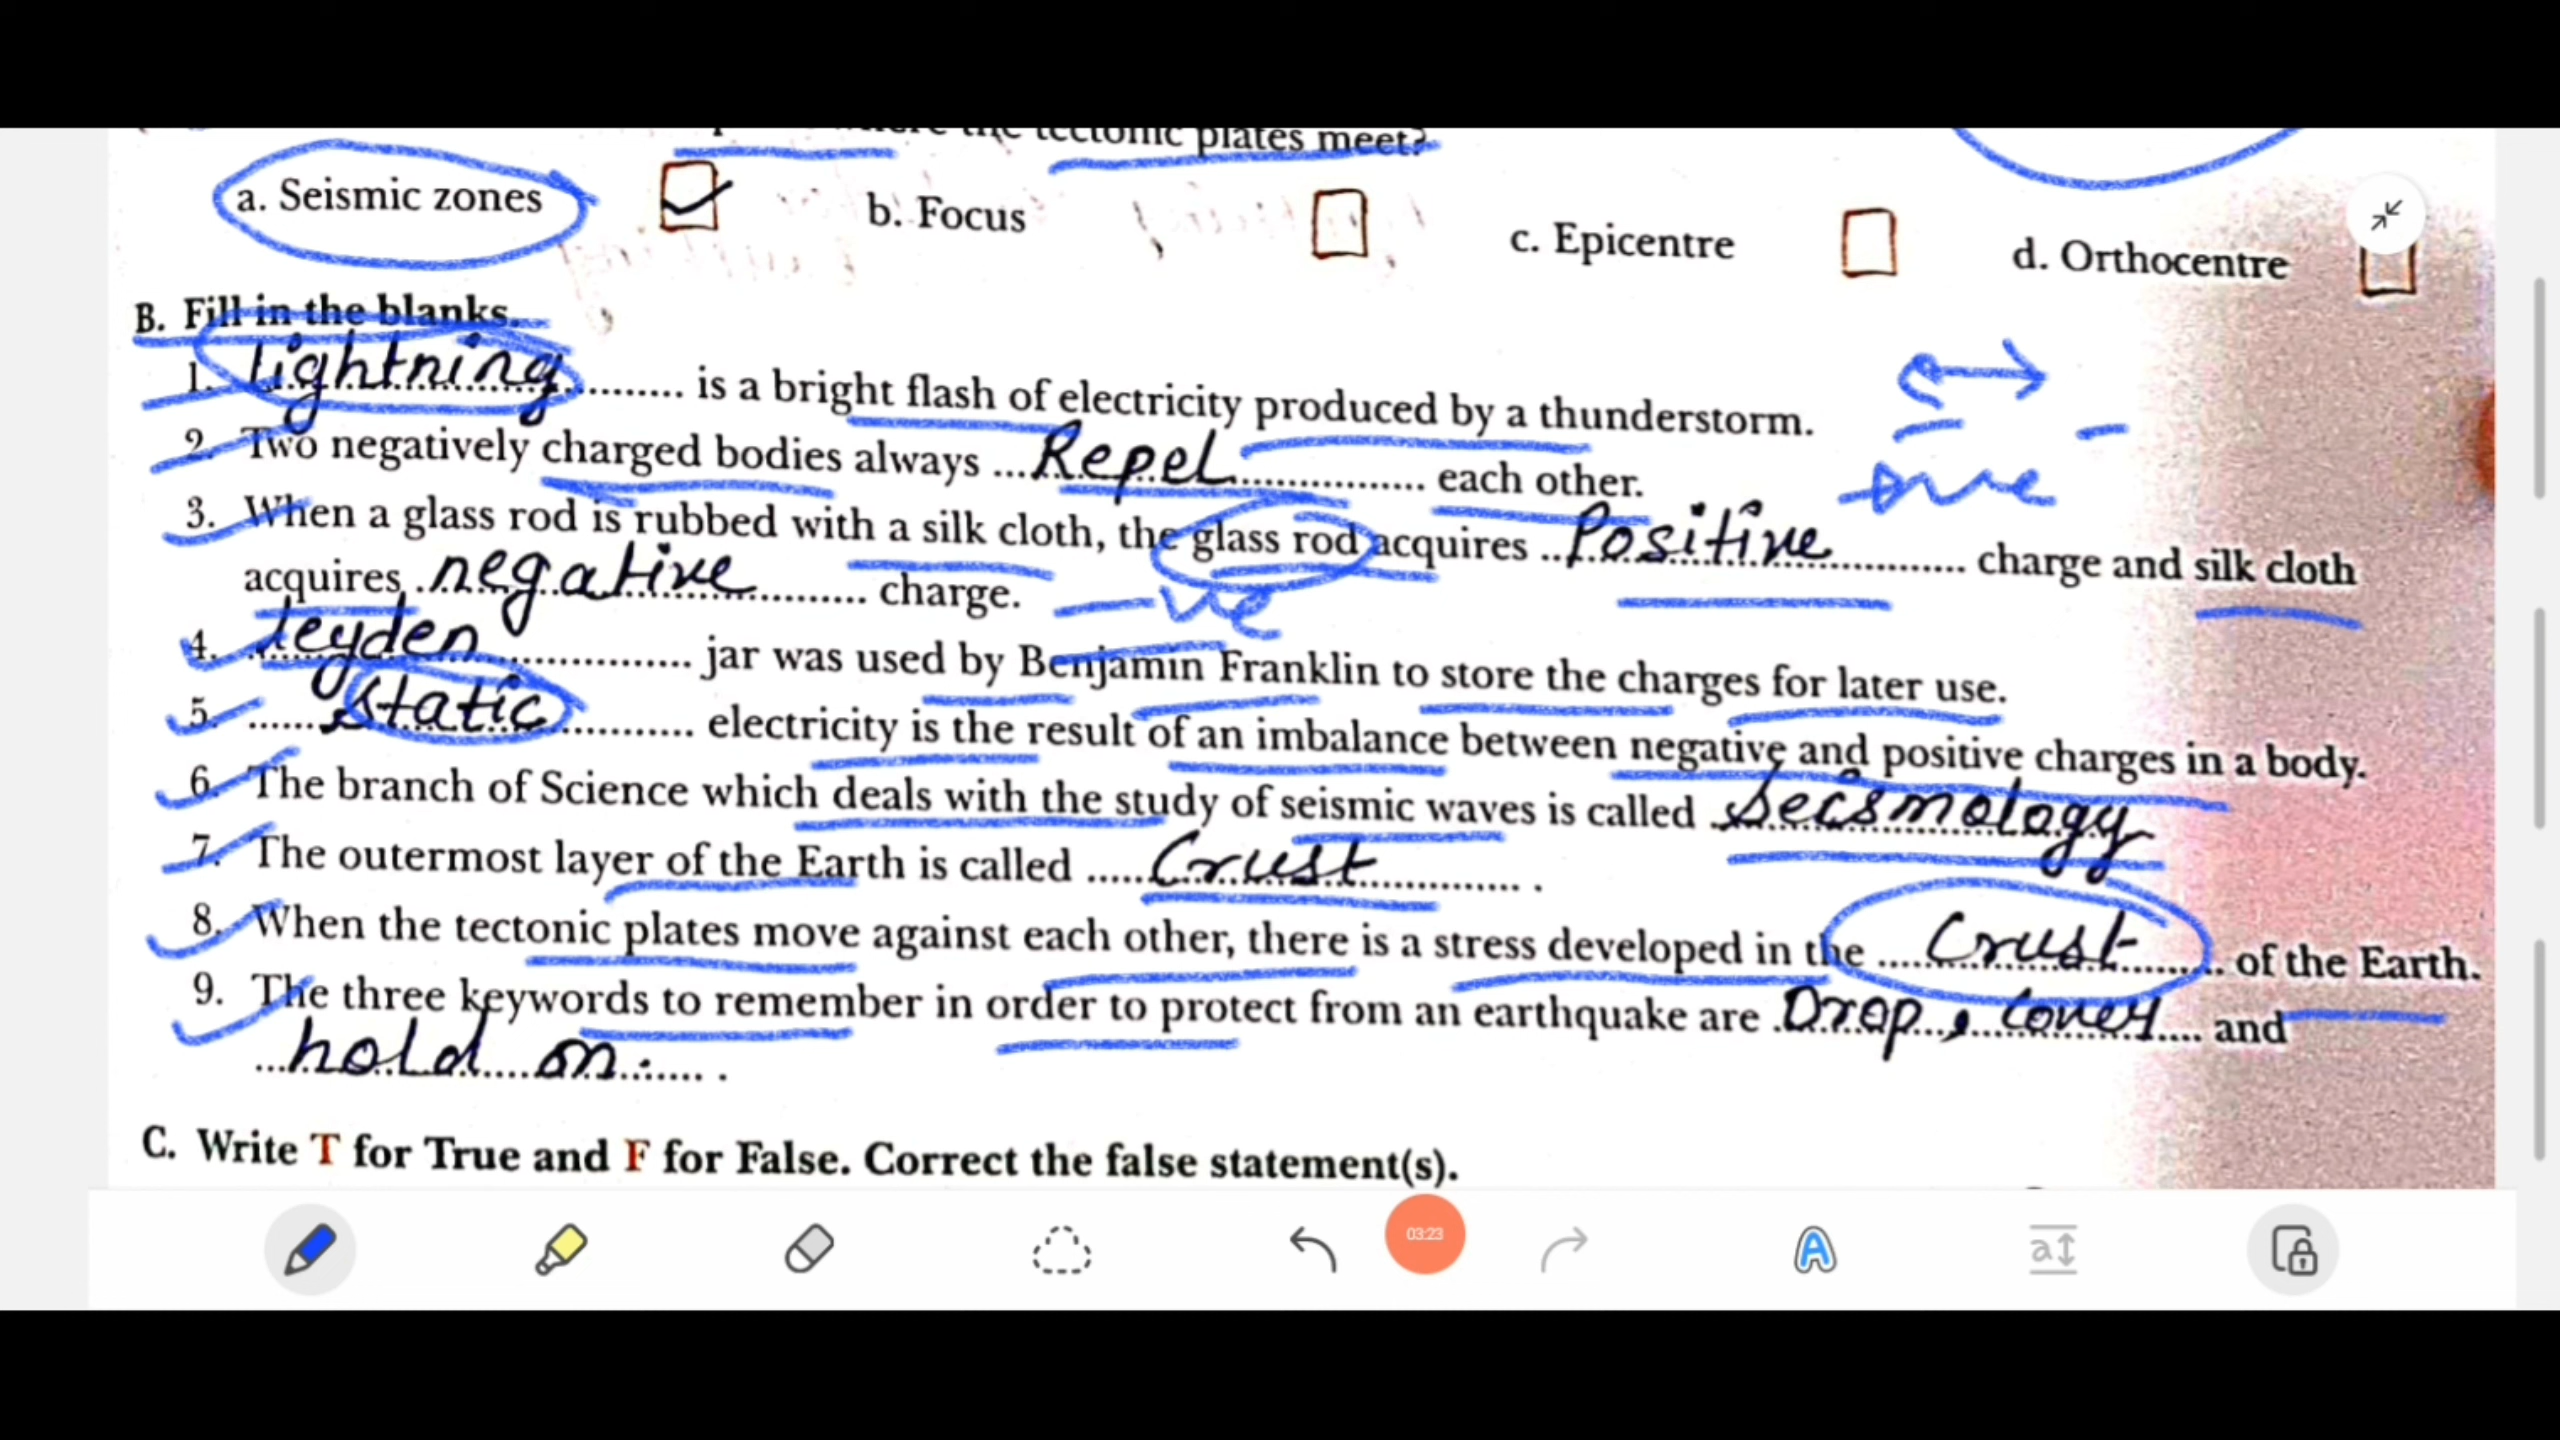 the tectonic plates meet?
a. Seismic zones b. Focus c. Epicentre d. Orthocentre
B. Fill in the blanks.
1. lightning is a bright flash of electricity produced by a thunderstorm.
2. Two negatively charged bodies always Repel each other.
3. When a glass rod is rubbed with a silk cloth, the glass rod acquires Positive charge and silk cloth
acquires negative charge. -ve
4. leyden jar was used by Benjamin Franklin to store the charges for later use.
5. static electricity is the result of an imbalance between negative and positive charges in a body.
6. The branch of Science which deals with the study of seismic waves is called Seismology
7. The outermost layer of the Earth is called Crust .
8. When the tectonic plates move against each other, there is a stress developed in the Crust of the Earth.
9. The three keywords to remember in order to protect from an earthquake are Drop, cover and
hold on.
C. Write T for True and F for False. Correct the false statement(s).
03:23
A
a